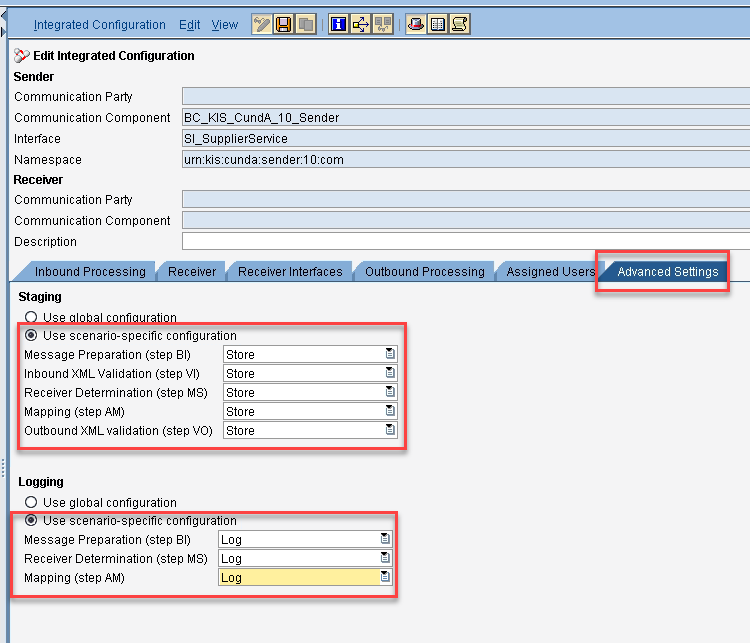 Integrated Configuration Edit View
Edit Integrated Configuration
Sender
Communication Party
Communication Component BC_KIS_CundA_10_Sender
Interface SI_SupplierService
Namespace urn:kis:cunda:sender:10:com
Receiver
Communication Party
Communication Component
Description
Inbound Processing Receiver Receiver Interfaces Outbound Processing Assigned Users Advanced Settings
Staging
Use global configuration
Use scenario-specific configuration
Message Preparation (step BI) Store
Inbound XML Validation (step VI) Store
Receiver Determination (step MS) Store
Mapping (step AM) Store
Outbound XML validation (step VO) Store
Logging
Use global configuration
Use scenario-specific configuration
Message Preparation (step BI) Log
Receiver Determination (step MS) Log
Mapping (step AM) Log